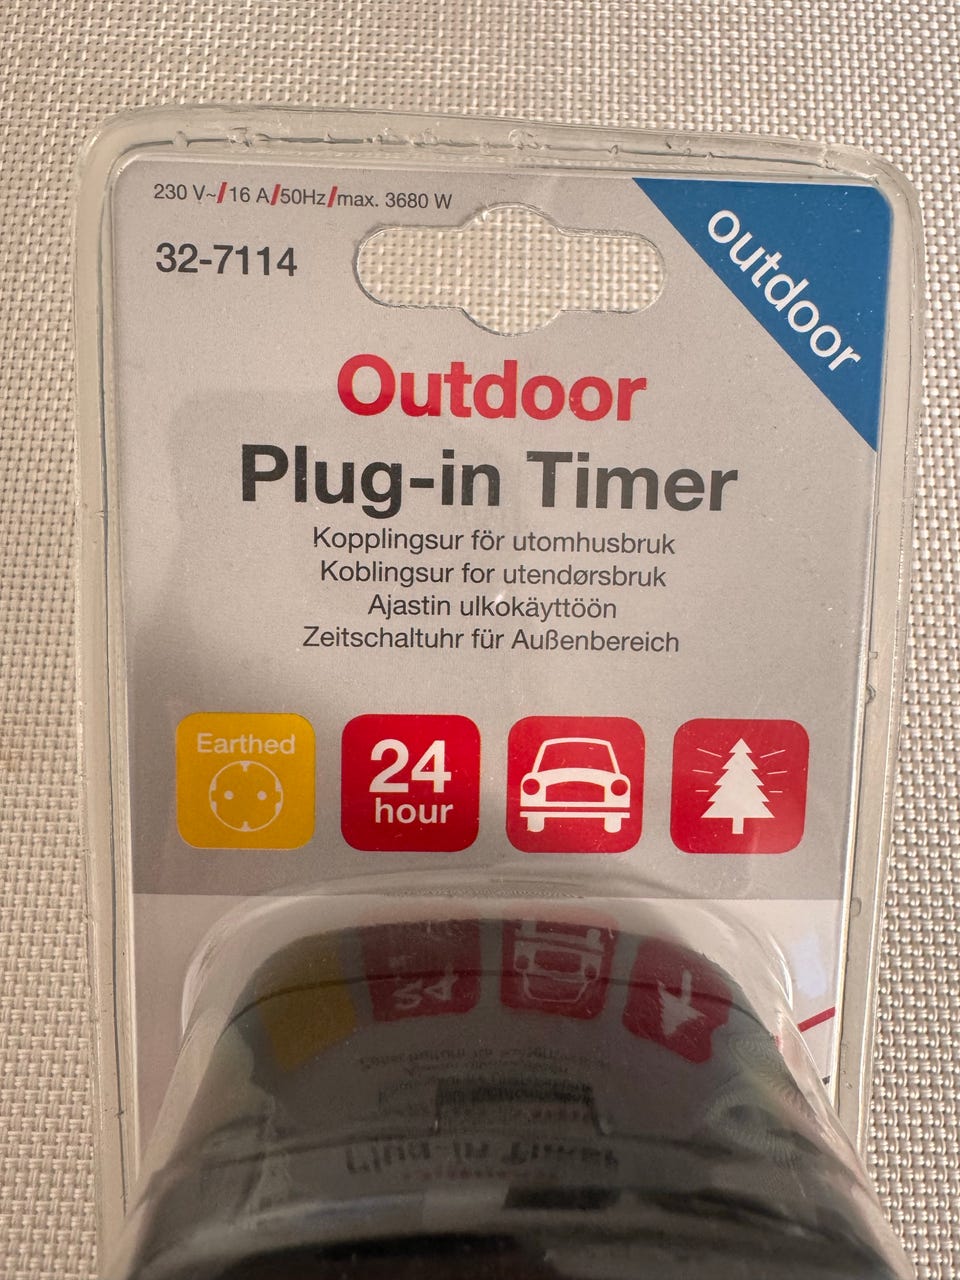 230 V~/16 A/50Hz/max. 3680 W
32-7114
outdoor
Outdoor
Plug-in Timer
Kopplingsur för utomhusbruk
Koblingsur for utendørsbruk
Ajastin ulkokäyttöön
Zeitschaltuhr für Außenbereich
Earthed
24
hour